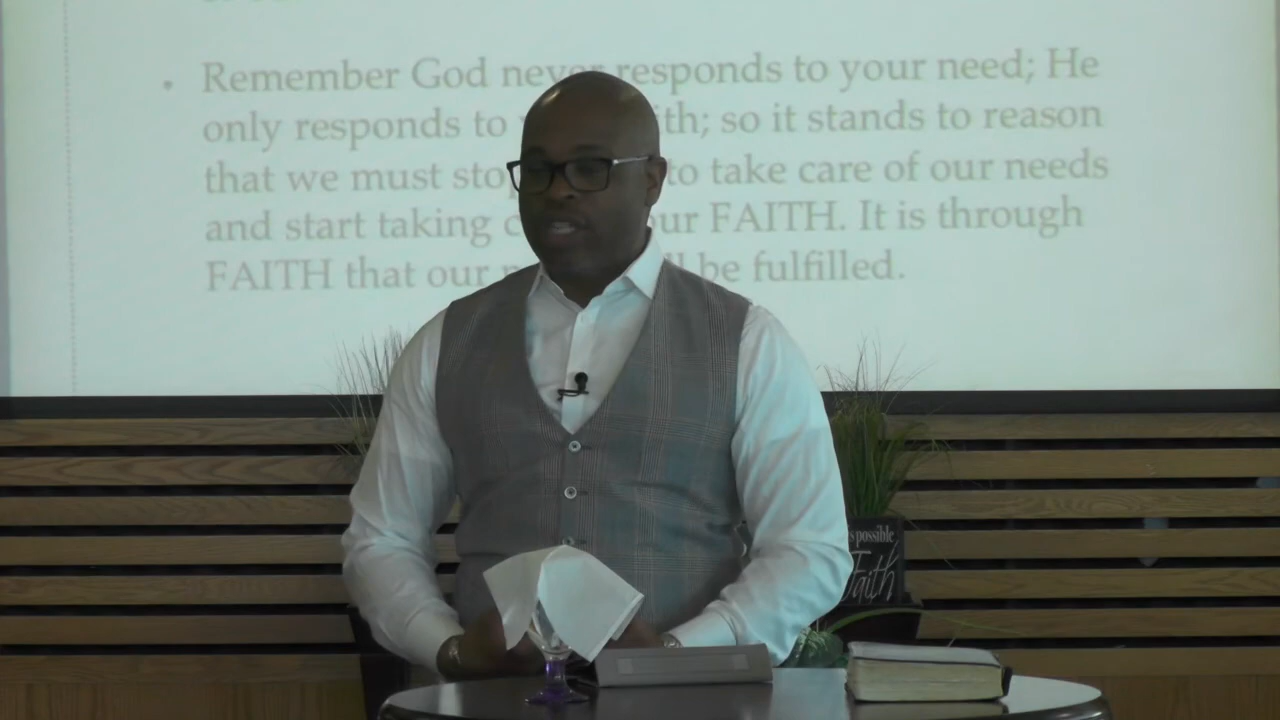 Remember God never responds to your need; He
only responds to ith; so it stands to reason
that we must stop to take care of our needs
and start taking ur FAITH. It is through
FAITH that our be fulfilled.
s possible
Faith